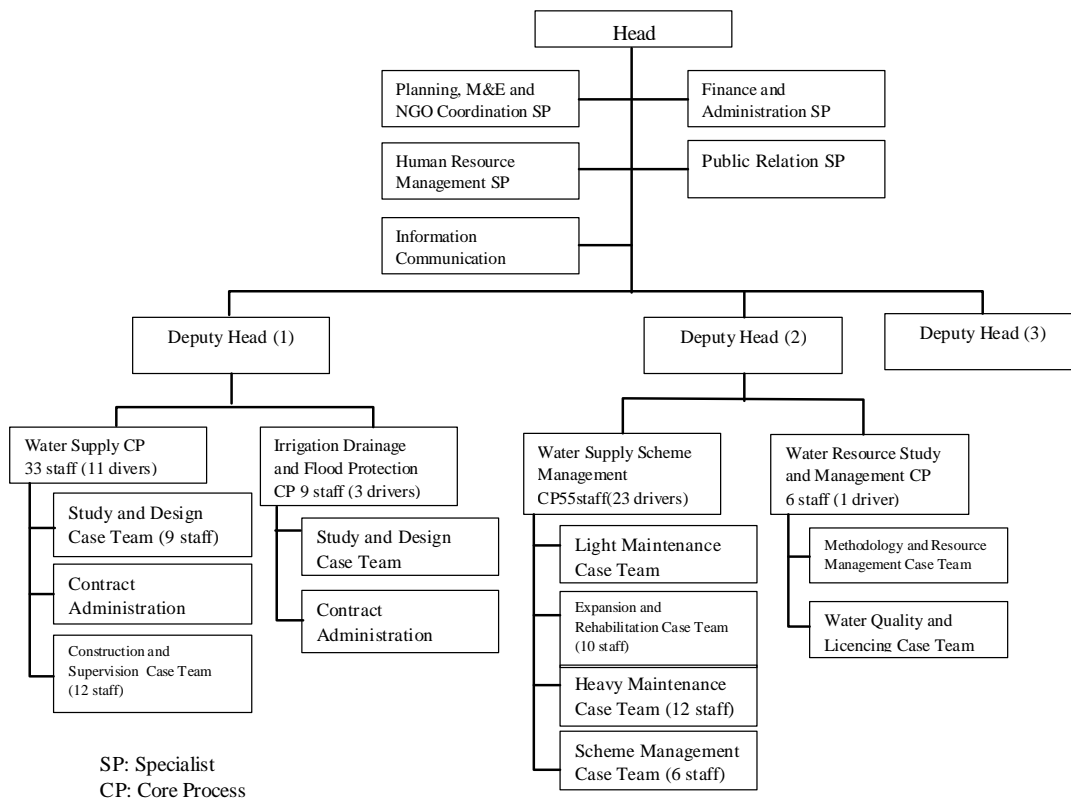 Head
Planning, M&E and
NGO Coordination SP
Finance and
Administration SP
Human Resource
Management SP
Public Relation SP
Information
Communication
Deputy Head (1)
Deputy Head (2)
Deputy Head (3)
Water Supply CP
33 staff (11 divers)
Study and Design
Case Team (9 staff)
Contract
Administration
Construction and
Supervision Case Team
(12 staff)
Irrigation Drainage
and Flood Protection
CP 9 staff (3 drivers)
Study and Design
Case Team
Contract
Administration
Water Supply Scheme
Management
CP55staff(23 drivers)
Light Maintenance
Case Team
Expansion and
Rehabilitation Case Team
(10 staff)
Heavy Maintenance
Case Team (12 staff)
Scheme Management
Case Team (6 staff)
Water Resource Study
and Management CP
6 staff (1 driver)
Methodology and Resource
Management Case Team
Water Quality and
Licencing Case Team
SP: Specialist
CP: Core Process